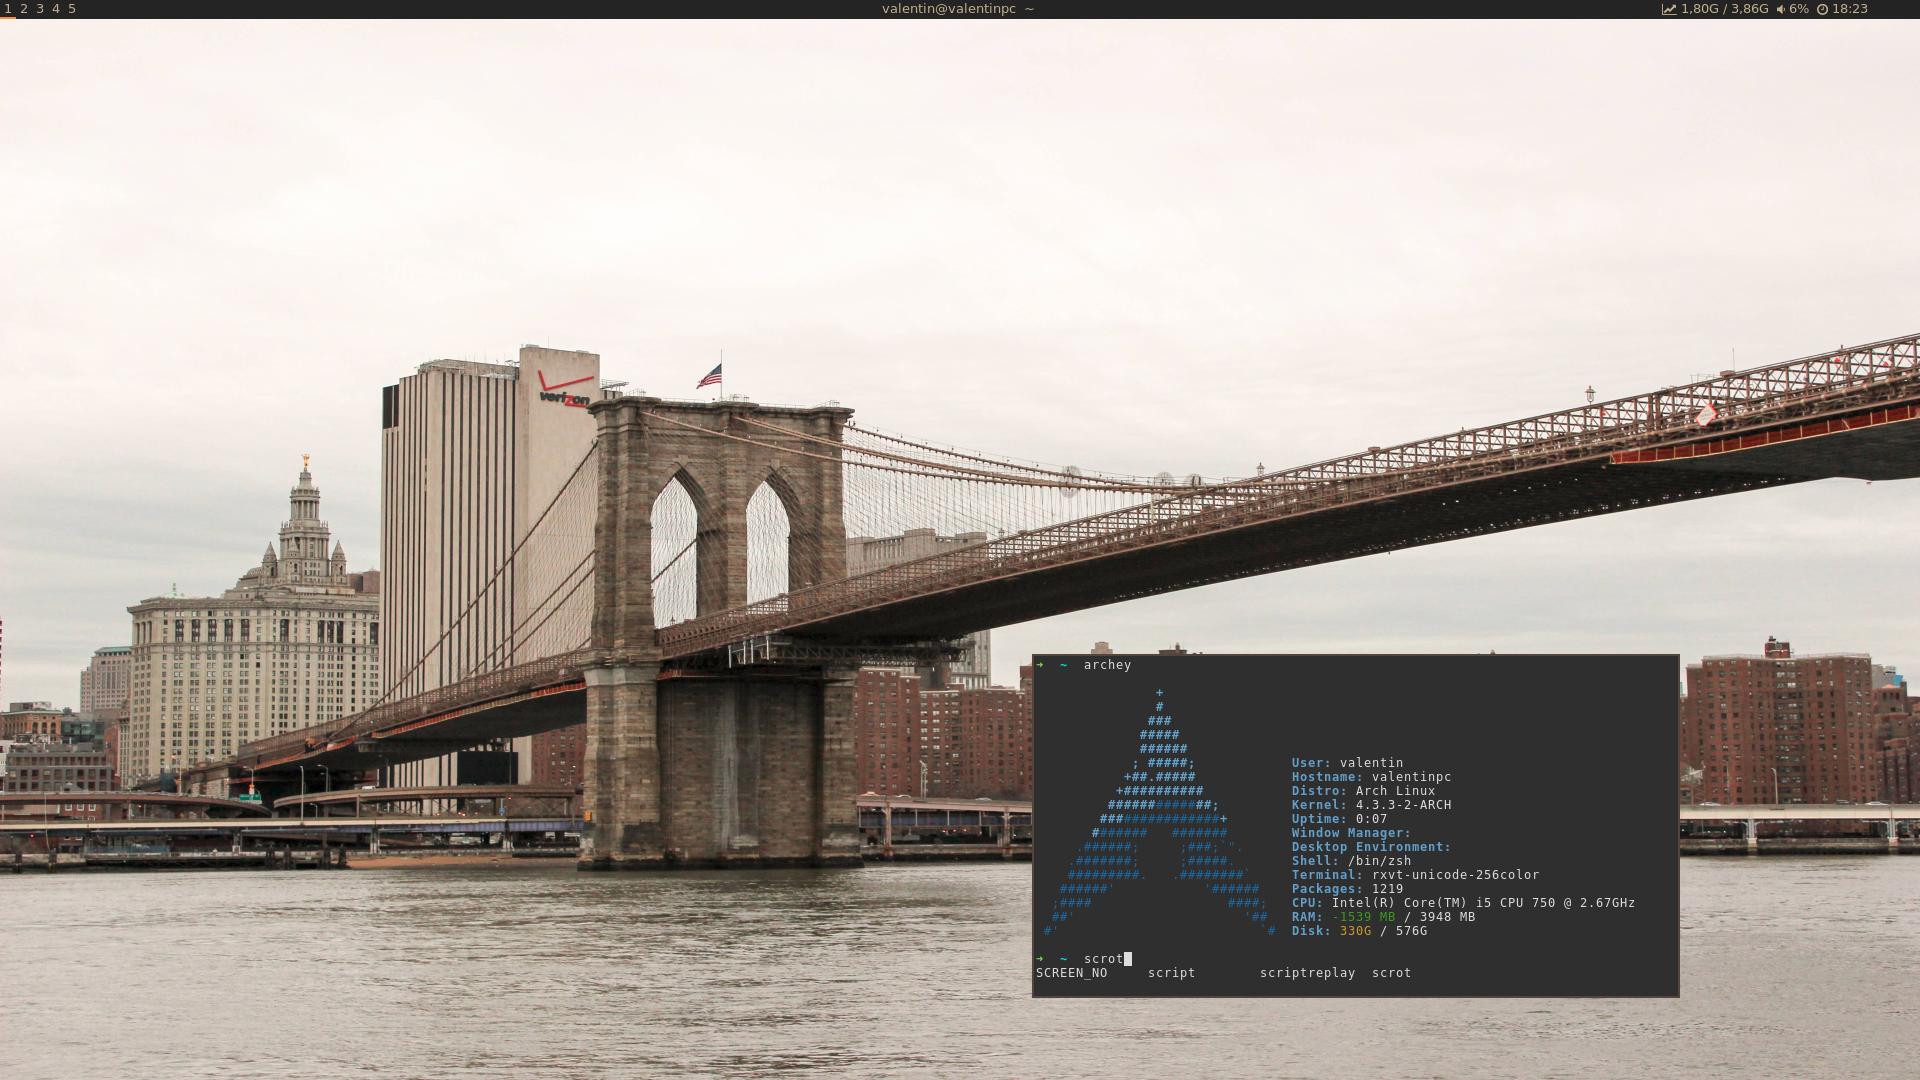 1 2 3 4 5
valentin@valentinpc ~
1,80G / 3,86G 6% 18:23
verizon
➜ ~ archey
+
#
###
#####
######
; #####;
+##.#####
+##########
#############;
###############+
####### #######
.######; ;###;`".
.#######; ;#####.
#########. .########`
######' '######
;#### ####;
##' '##
#' `#
User: valentin
Hostname: valentinpc
Distro: Arch Linux
Kernel: 4.3.3-2-ARCH
Uptime: 0:07
Window Manager:
Desktop Environment:
Shell: /bin/zsh
Terminal: rxvt-unicode-256color
Packages: 1219
CPU: Intel(R) Core(TM) i5 CPU 750 @ 2.67GHz
RAM: -1539 MB / 3948 MB
Disk: 330G / 576G
➜ ~ scrot
SCREEN_NO script scriptreplay scrot